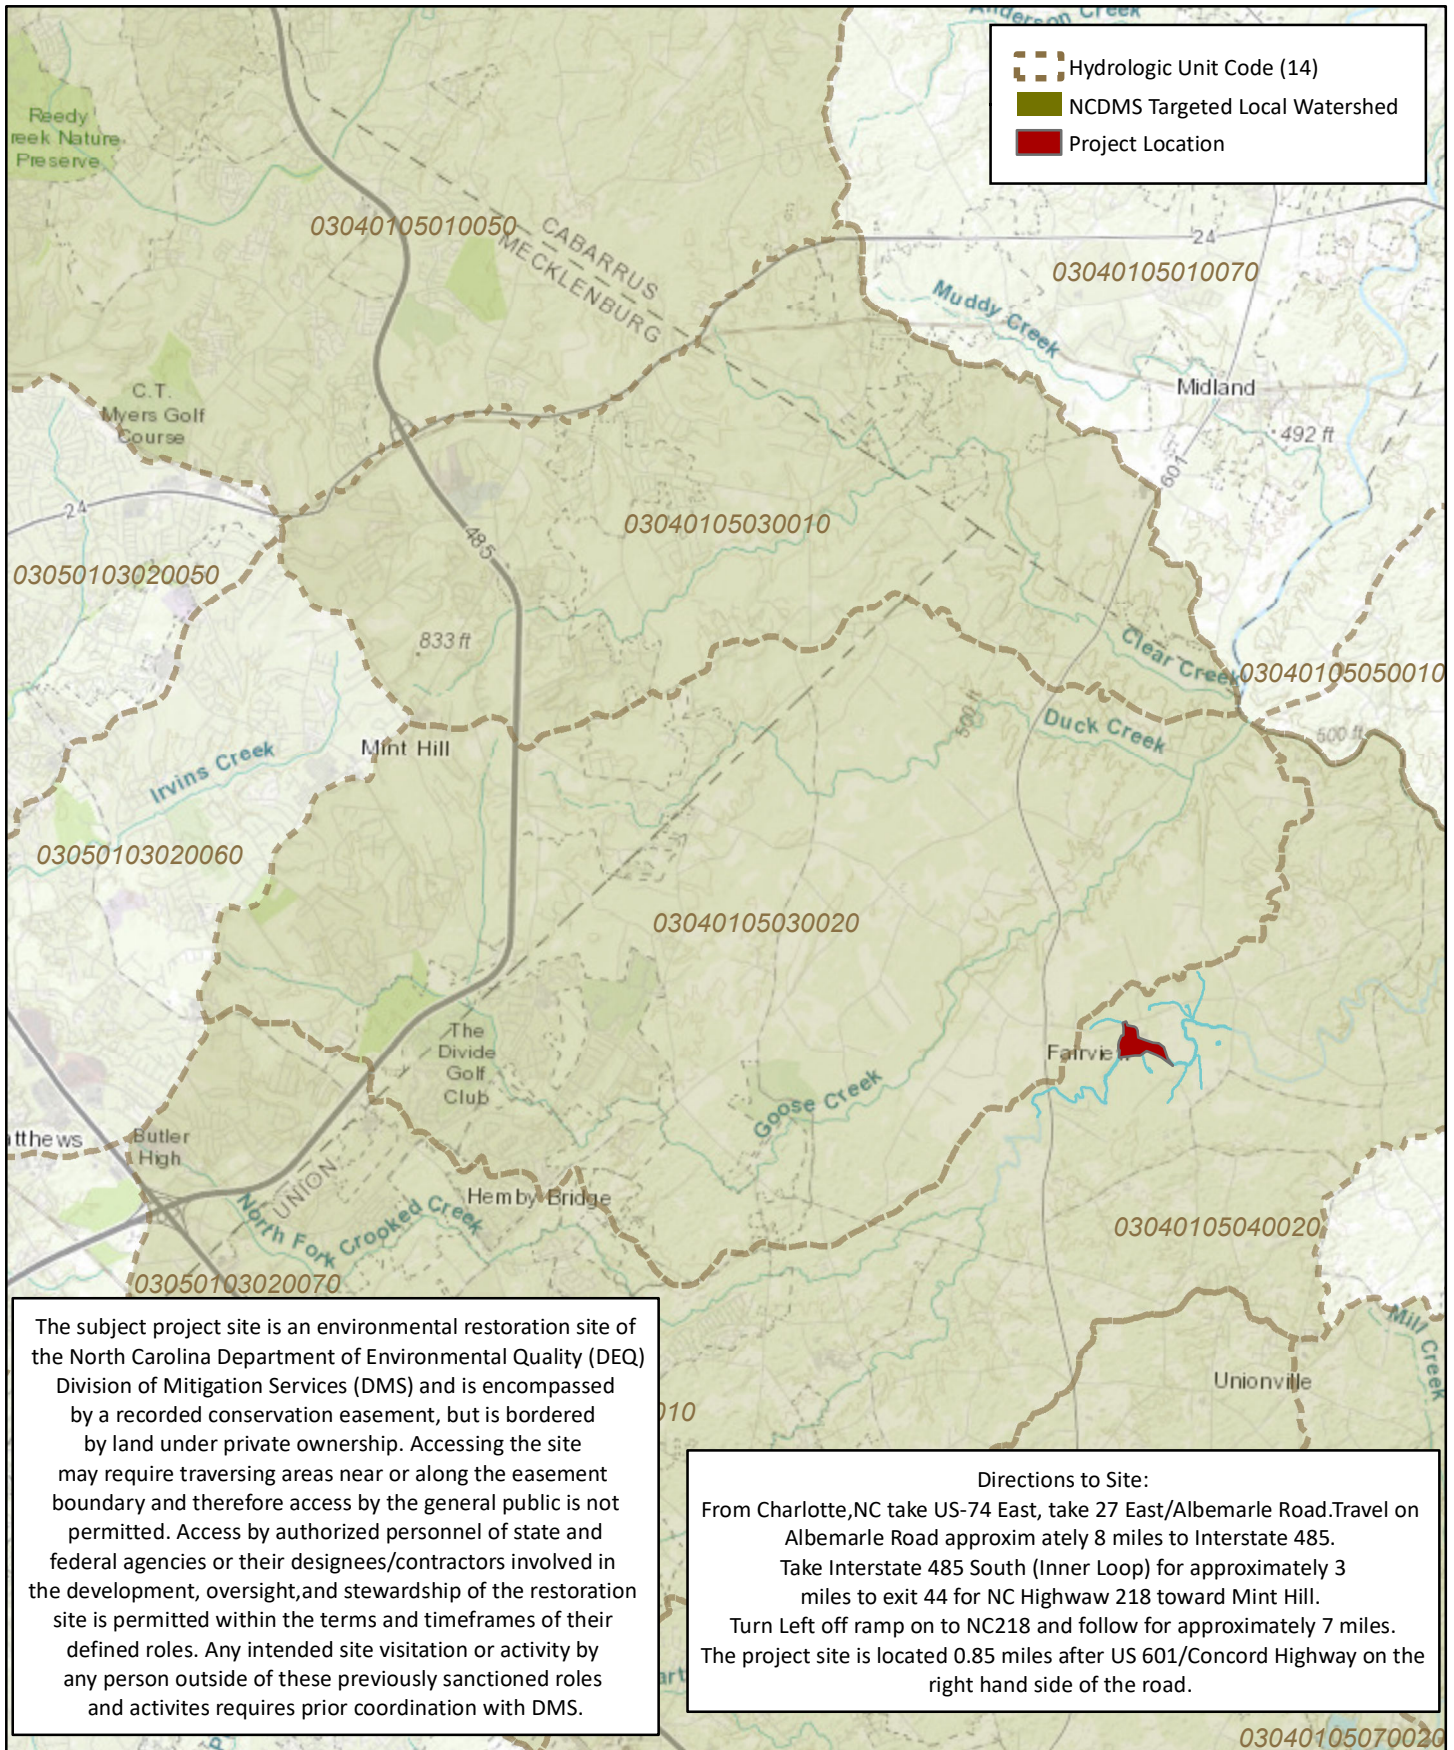 Anderson Creek
Hydrologic Unit Code (14)
NCDMS Targeted Local Watershed
Project Location
Reedy
reek Nature
Preserve
03040105010050
CABARRUS
MECKLENBURG
24
03040105010070
Muddy Creek
Midland
492 ft
C.T.
Myers Golf
Course
601
24
485
03040105030010
03050103020050
833 ft
Clear Creek
03040105050010
500 ft
Duck Creek
500 ft
Mint Hill
Irvins Creek
03050103020060
03040105030020
The
Divide
Golf
Club
Fairvie
Goose Creek
tthews
Butler
High
UNION
Hemby Bridge
North Fork Crooked Creek
03040105040020
03050103020070
Mill Creek
Unionville
010
The subject project site is an environmental restoration site of
the North Carolina Department of Environmental Quality (DEQ)
Division of Mitigation Services (DMS) and is encompassed
by a recorded conservation easement, but is bordered
by land under private ownership. Accessing the site
may require traversing areas near or along the easement
boundary and therefore access by the general public is not
permitted. Access by authorized personnel of state and
federal agencies or their designees/contractors involved in
the development, oversight,and stewardship of the restoration
site is permitted within the terms and timeframes of their
defined roles. Any intended site visitation or activity by
any person outside of these previously sanctioned roles
and activites requires prior coordination with DMS.
Directions to Site:
From Charlotte,NC take US-74 East, take 27 East/Albemarle Road.Travel on
Albemarle Road approxim ately 8 miles to Interstate 485.
Take Interstate 485 South (Inner Loop) for approximately 3
miles to exit 44 for NC Highwaw 218 toward Mint Hill.
Turn Left off ramp on to NC218 and follow for approximately 7 miles.
The project site is located 0.85 miles after US 601/Concord Highway on the
right hand side of the road.
art
03040105070020